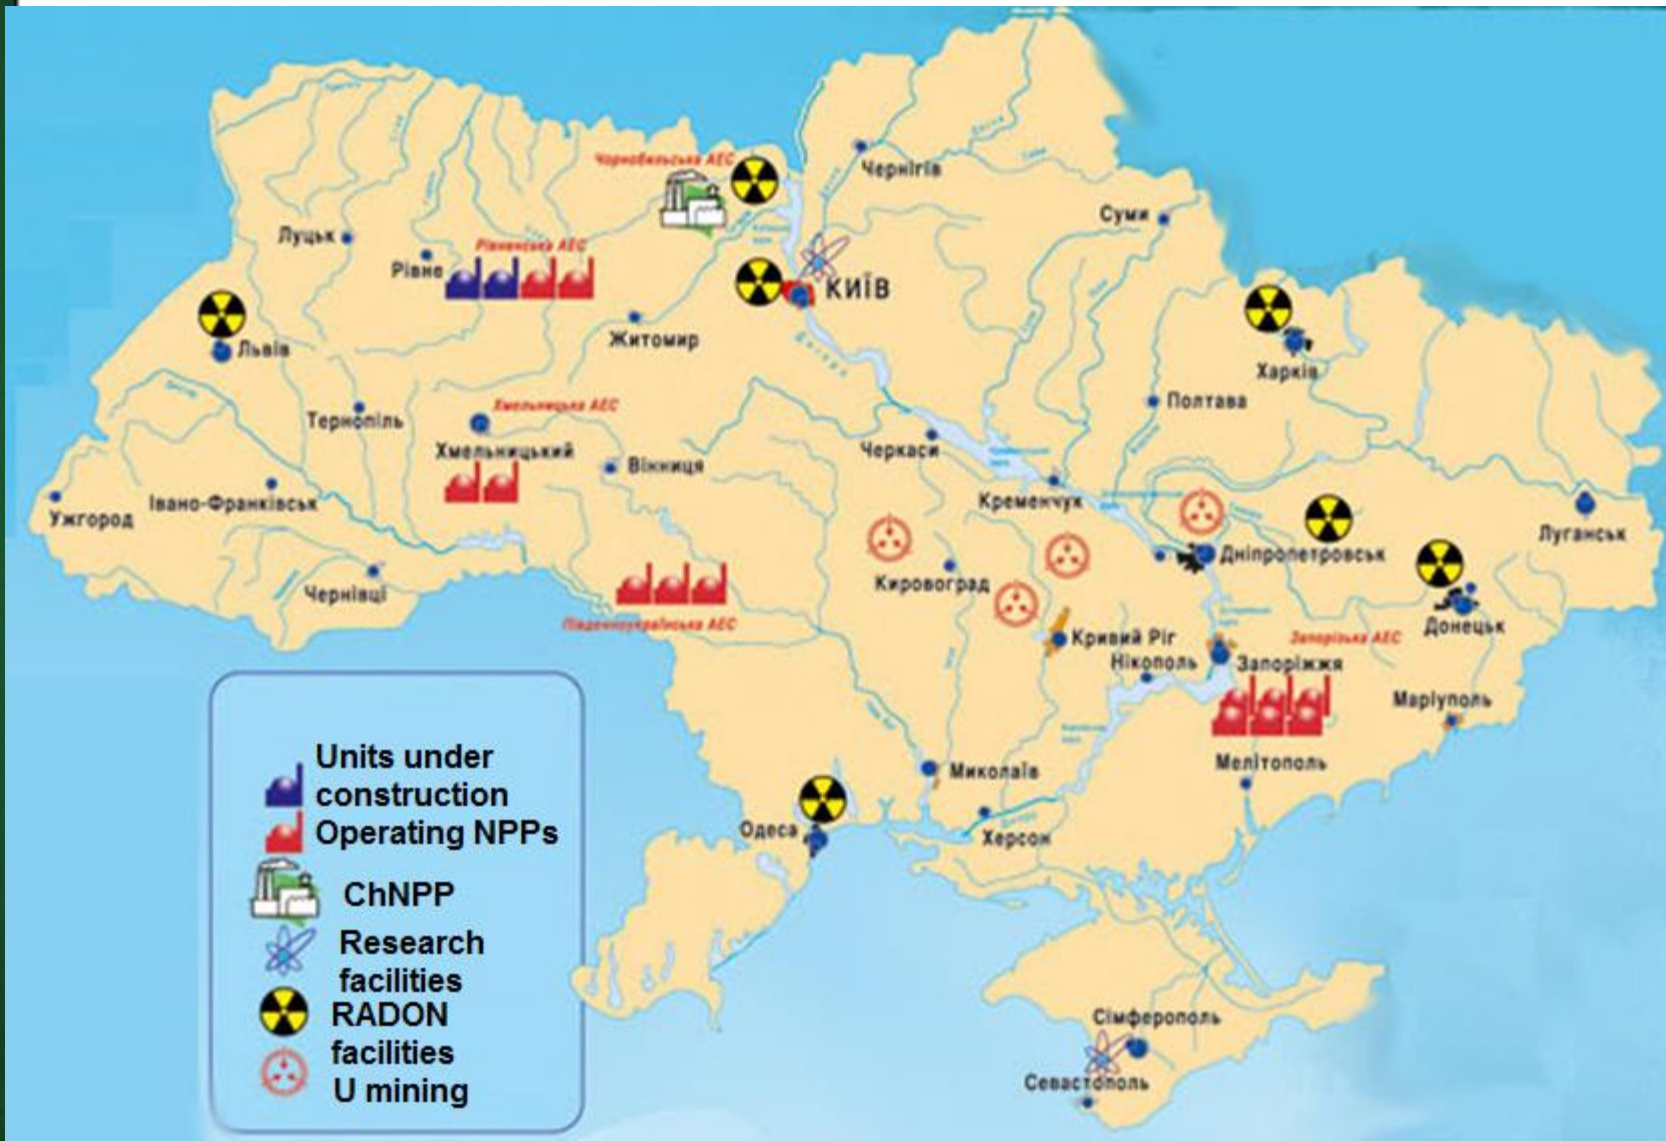 Чорнобильська АЕС
Чернігів
Суми
Луцьк
Рівне
Рівненська АЕС
КИЇВ
Житомир
Львів
Харків
Дніпро
Тернопіль
Хмельницька АЕС
Хмельницький
Вінниця
Черкаси
Полтава
Кременчук
Ужгород
Івано-Франківськ
Луганськ
Чернівці
Кировоград
Дніпропетровськ
Південноукраїнська АЕС
Кривий Ріг
Нікополь
Запорізька АЕС
Запоріжжя
Донецьк
Маріуполь
Миколаїв
Мелітополь
Одеса
Херсон
Сімферополь
Севастополь
Units under
construction
Operating NPPs
ChNPP
Research
facilities
RADON
facilities
U mining